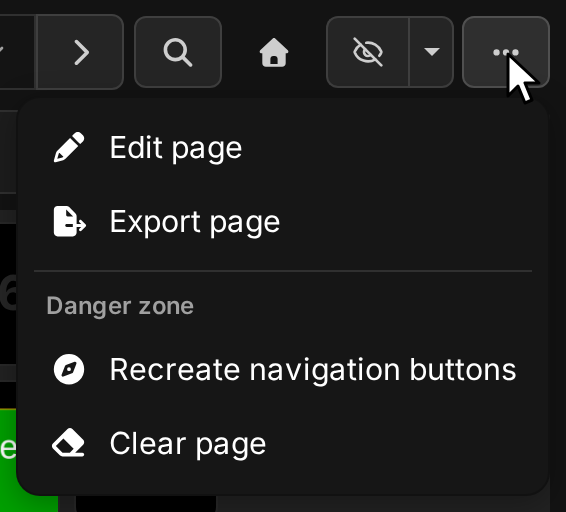 Edit page
Export page
Danger zone
Recreate navigation buttons
Clear page